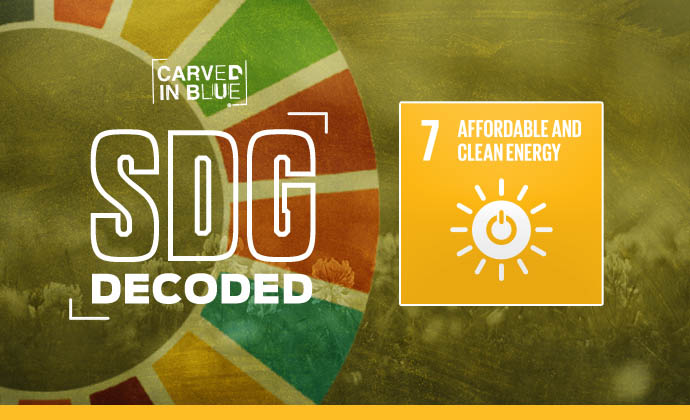 CARVED
IN BLUE
SDG
DECODED
7 AFFORDABLE AND
CLEAN ENERGY